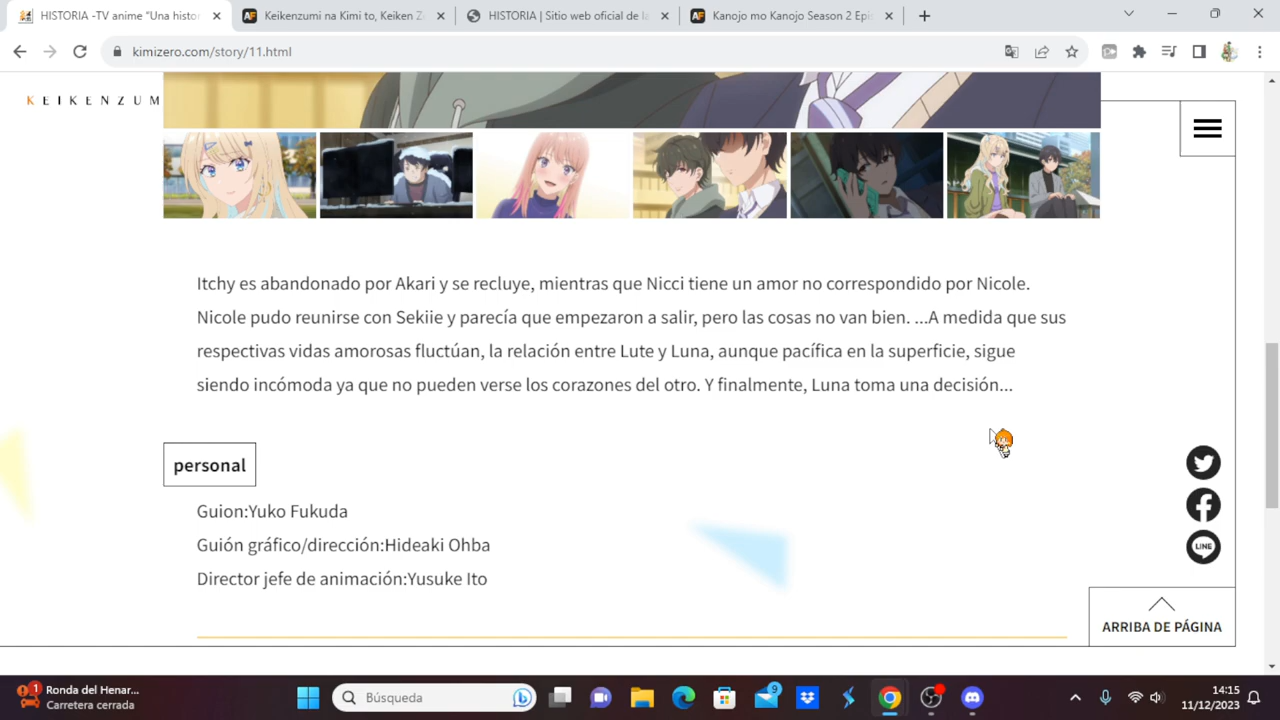 HISTORIA -TV anime "Una histor
Keikenzumi na Kimi to, Keiken Z
HISTORIA | Sitio web oficial de la
Kanojo mo Kanojo Season 2 Epis
kimizero.com/story/11.html
KEIKENZUM
Itchy es abandonado por Akari y se recluye, mientras que Nicci tiene un amor no correspondido por Nicole.
Nicole pudo reunirse con Sekiie y parecía que empezaron a salir, pero las cosas no van bien. ...A medida que sus
respectivas vidas amorosas fluctúan, la relación entre Lute y Luna, aunque pacífica en la superficie, sigue
siendo incómoda ya que no pueden verse los corazones del otro. Y finalmente, Luna toma una decisión...
personal
Guion:Yuko Fukuda
Guión gráfico/dirección:Hideaki Ohba
Director jefe de animación:Yusuke Ito
LINE
ARRIBA DE PÁGINA
1
Ronda del Henar...
Carretera cerrada
Búsqueda
9
14:15
11/12/2023